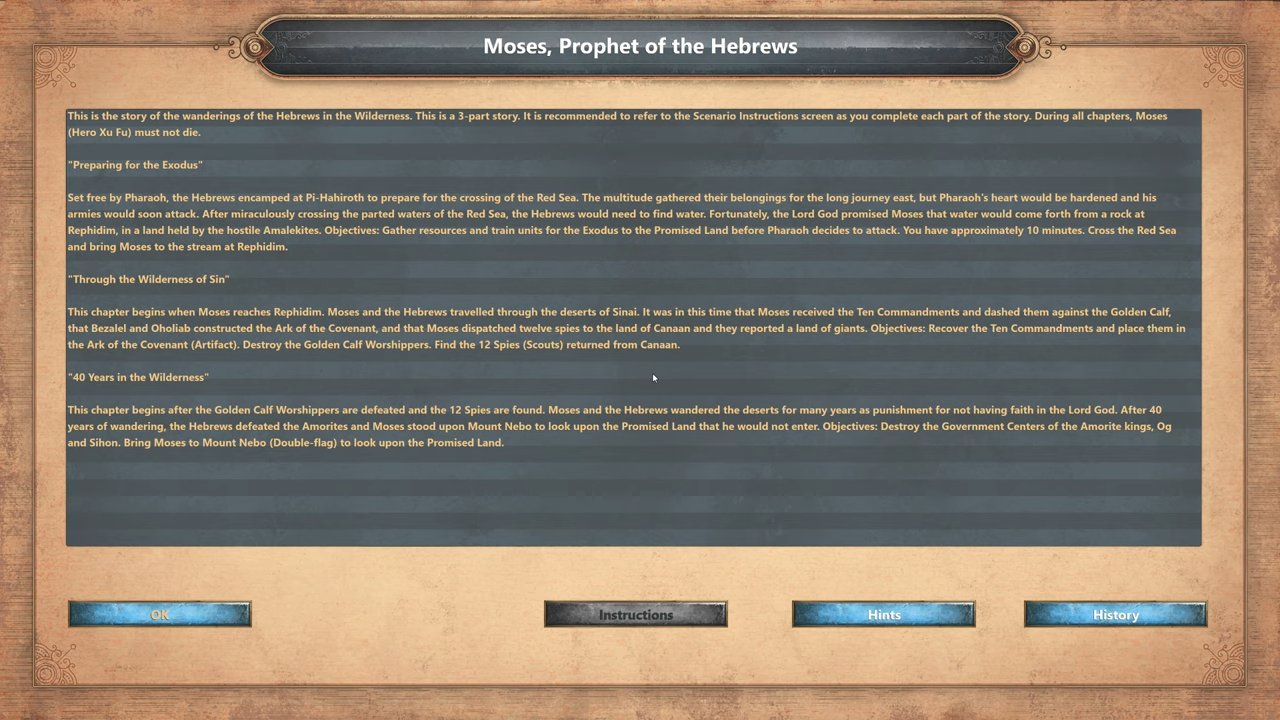 Moses, Prophet of the Hebrews
This is the story of the wanderings of the Hebrews in the Wilderness. This is a 3-part story. It is recommended to refer to the Scenario Instructions screen as you complete each part of the story. During all chapters, Moses
(Hero Xu Fu) must not die.
"Preparing for the Exodus"
Set free by Pharaoh, the Hebrews encamped at Pi-Hahiroth to prepare for the crossing of the Red Sea. The multitude gathered their belongings for the long journey east, but Pharaoh's heart would be hardened and his
armies would soon attack. After miraculously crossing the parted waters of the Red Sea, the Hebrews would need to find water. Fortunately, the Lord God promised Moses that water would come forth from a rock at
Rephidim, in a land held by the hostile Amalekites. Objectives: Gather resources and train units for the Exodus to the Promised Land before Pharaoh decides to attack. You have approximately 10 minutes. Cross the Red Sea
and bring Moses to the stream at Rephidim.
"Through the Wilderness of Sin"
This chapter begins when Moses reaches Rephidim. Moses and the Hebrews travelled through the deserts of Sinai. It was in this time that Moses received the Ten Commandments and dashed them against the Golden Calf,
that Bezalel and Oholiab constructed the Ark of the Covenant, and that Moses dispatched twelve spies to the land of Canaan and they reported a land of giants. Objectives: Recover the Ten Commandments and place them in
the Ark of the Covenant (Artifact). Destroy the Golden Calf Worshippers. Find the 12 Spies (Scouts) returned from Canaan.
"40 Years in the Wilderness"
This chapter begins after the Golden Calf Worshippers are defeated and the 12 Spies are found. Moses and the Hebrews wandered the deserts for many years as punishment for not having faith in the Lord God. After 40
years of wandering, the Hebrews defeated the Amorites and Moses stood upon Mount Nebo to look upon the Promised Land that he would not enter. Objectives: Destroy the Government Centers of the Amorite kings, Og
and Sihon. Bring Moses to Mount Nebo (Double-flag) to look upon the Promised Land.
OK
Instructions
Hints
History